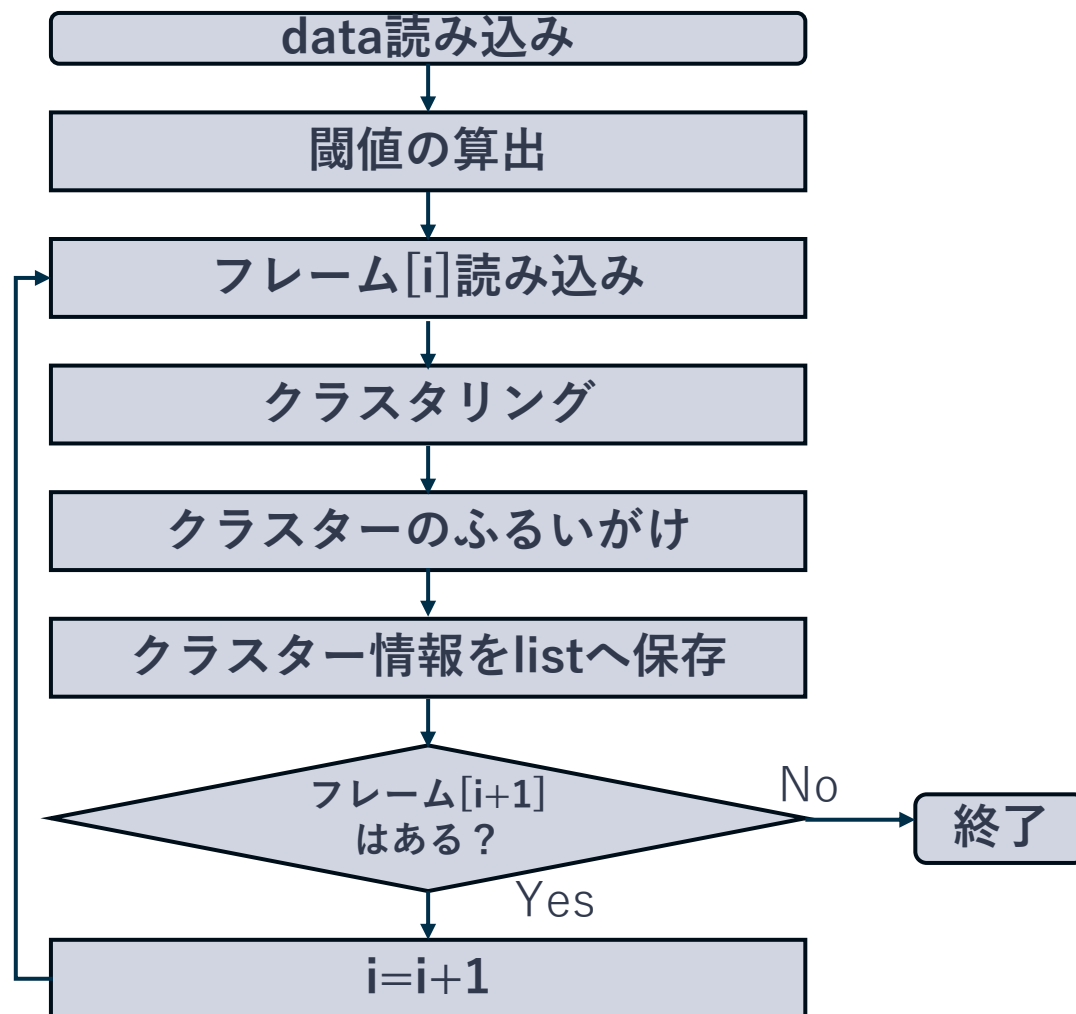 data読み込み
閾値の算出
フレーム[i]読み込み
クラスタリング
クラスターのふるいがけ
クラスター情報をlistへ保存
フレーム[i+1]
はある？
No
終了
Yes
i=i+1